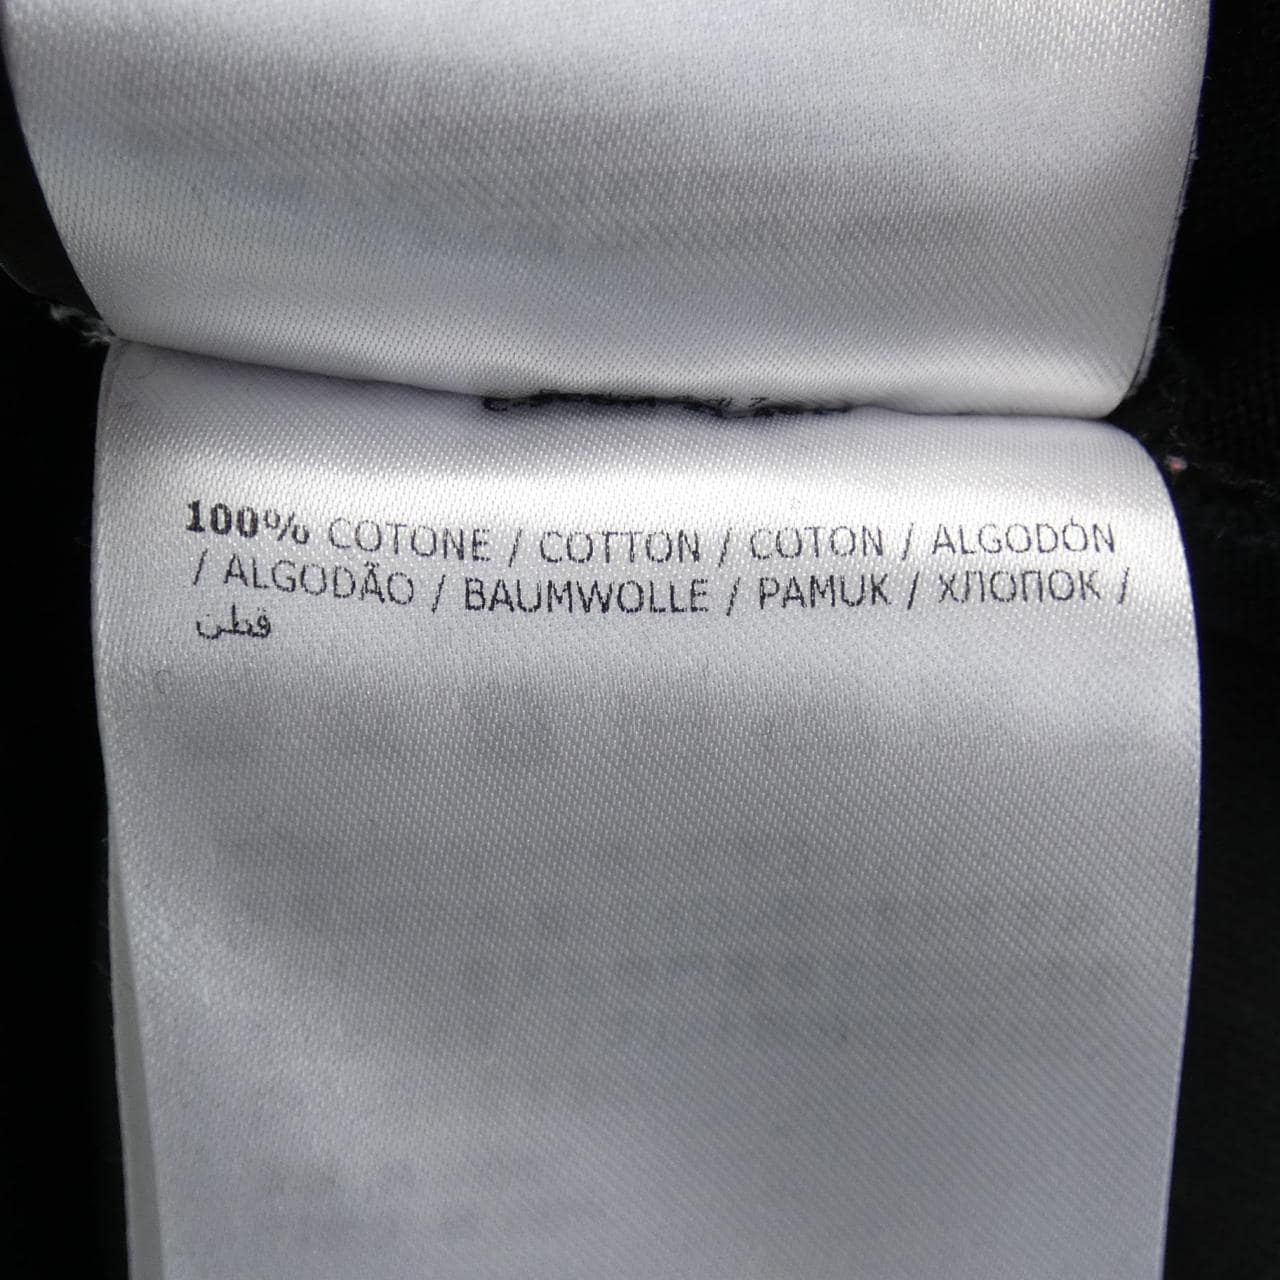 100% COTONE / COTTON / COTON / ALGODÓN
/ ALGODÃO / BAUMWOLLE / PAMUK / ХЛОПОК /
قطن